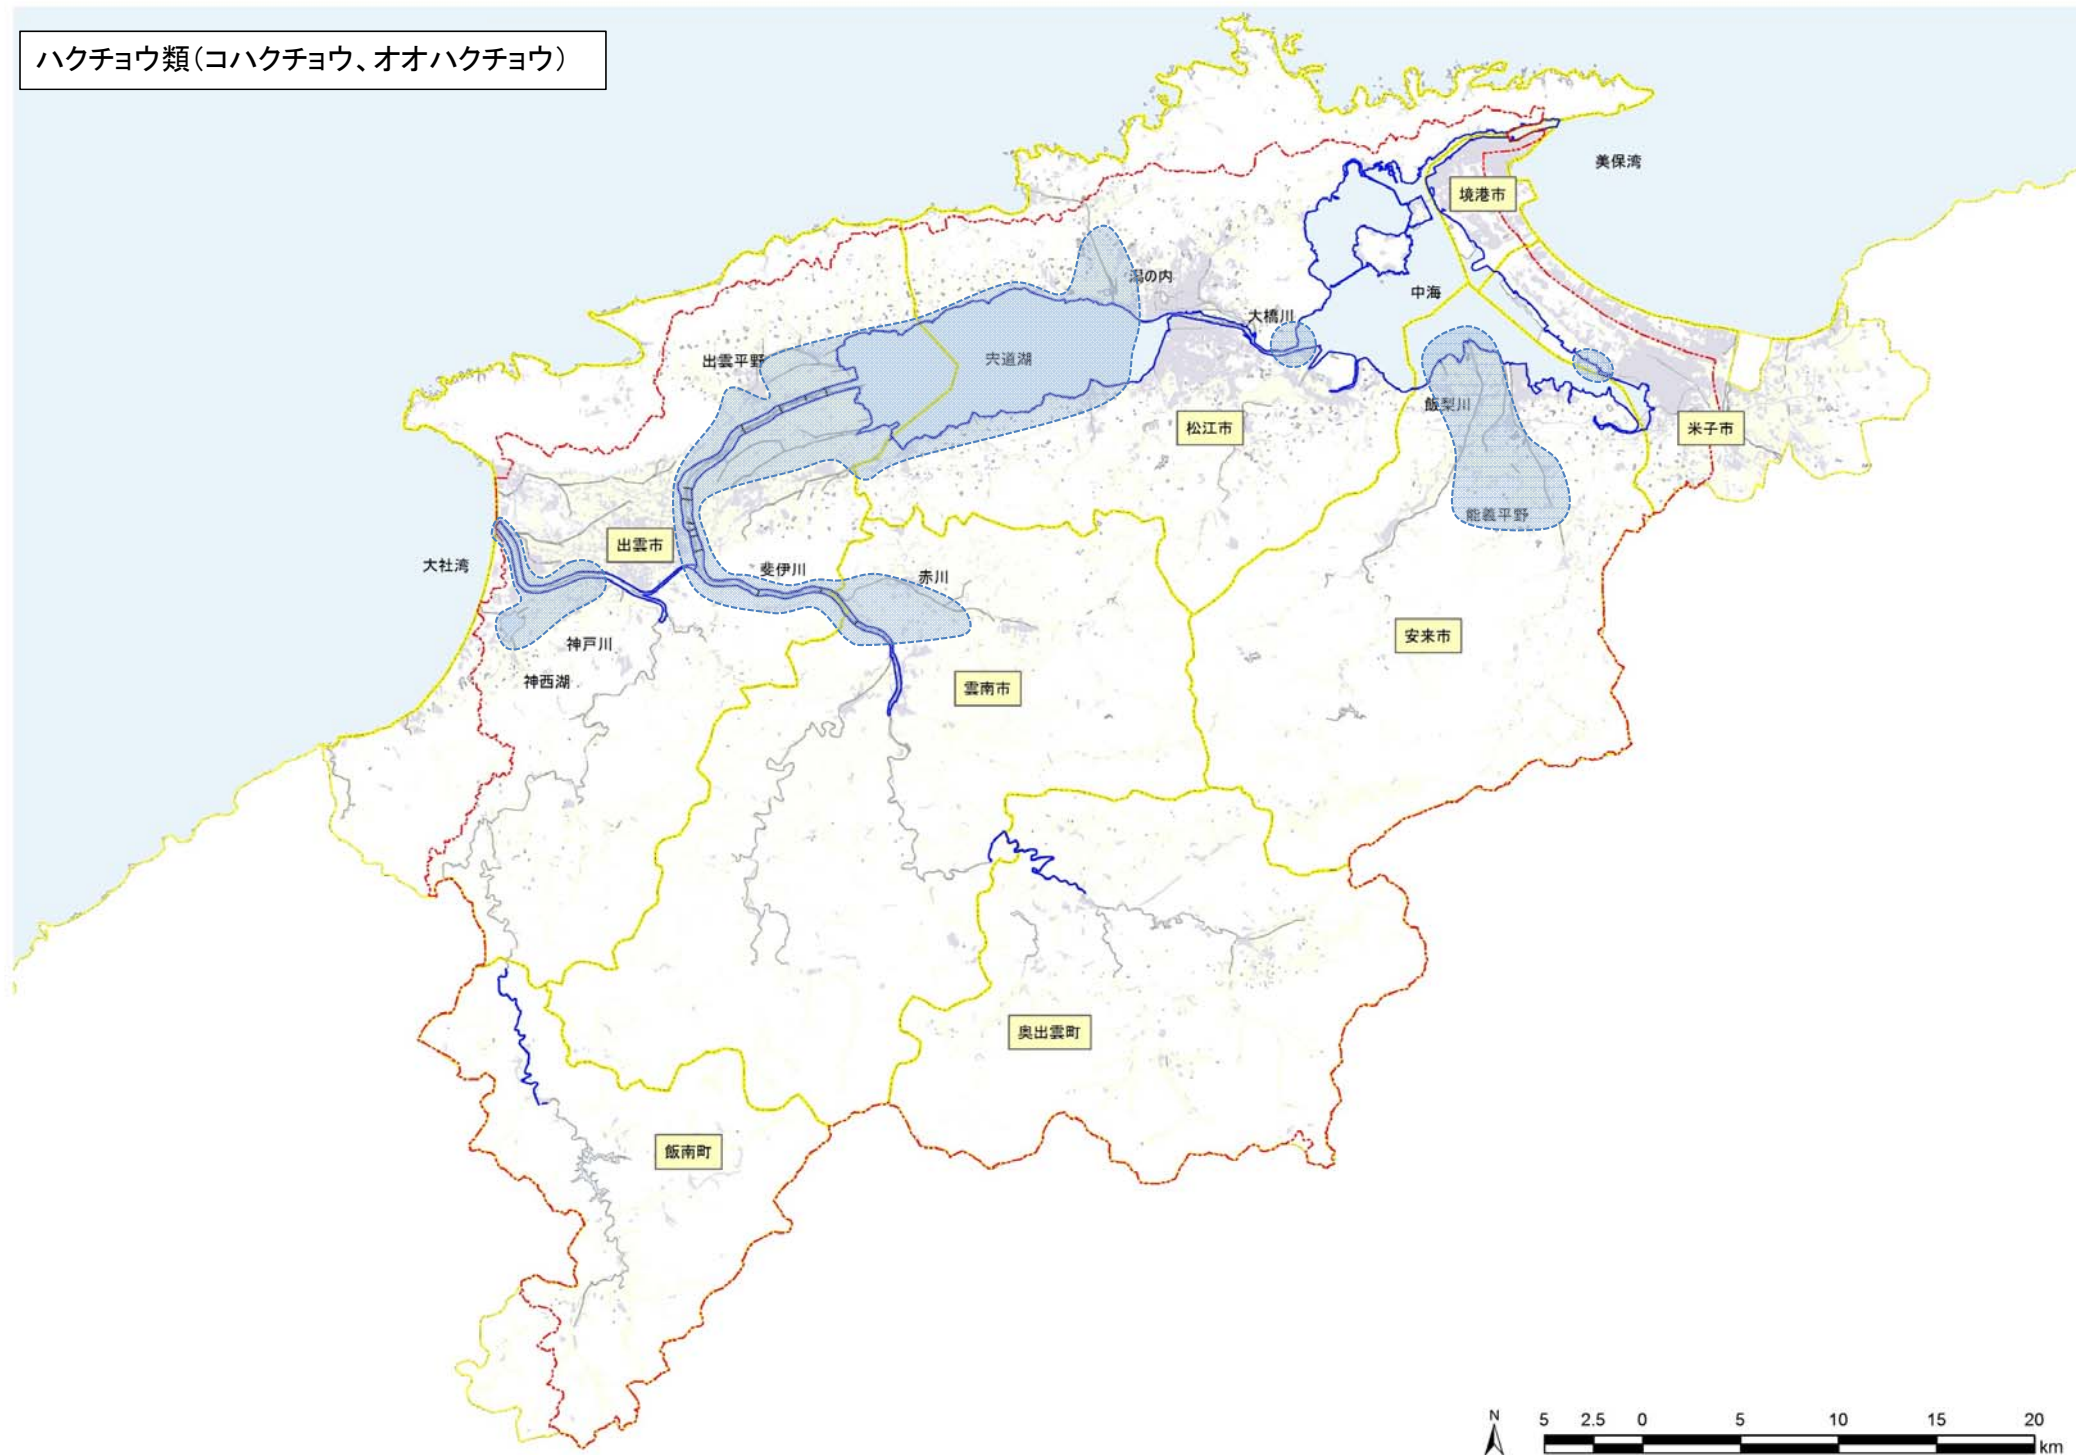 ハクチョウ類(コハクチョウ、オオハクチョウ)
美保湾
境港市
潟の内
中海
大橋川
宍道湖
出雲平野
飯梨川
松江市
米子市
能義平野
出雲市
大社湾
斐伊川
赤川
安来市
神戸川
神西湖
雲南市
奥出雲町
飯南町
N
5 2.5 0 5 10 15 20
km